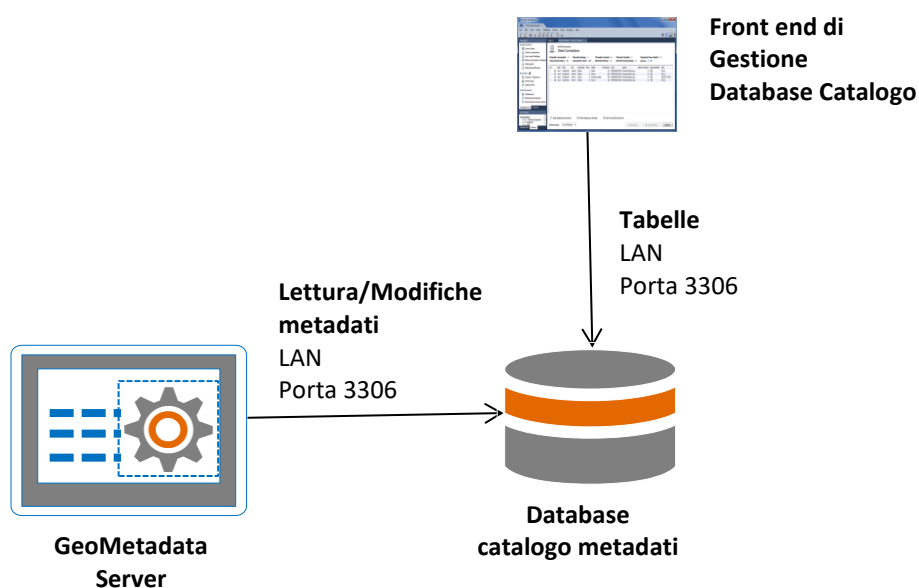 Front end di
Gestione
Database Catalogo
Tabelle
LAN
Porta 3306
Lettura/Modifiche
metadati
LAN
Porta 3306
Database
catalogo metadati
GeoMetadata
Server